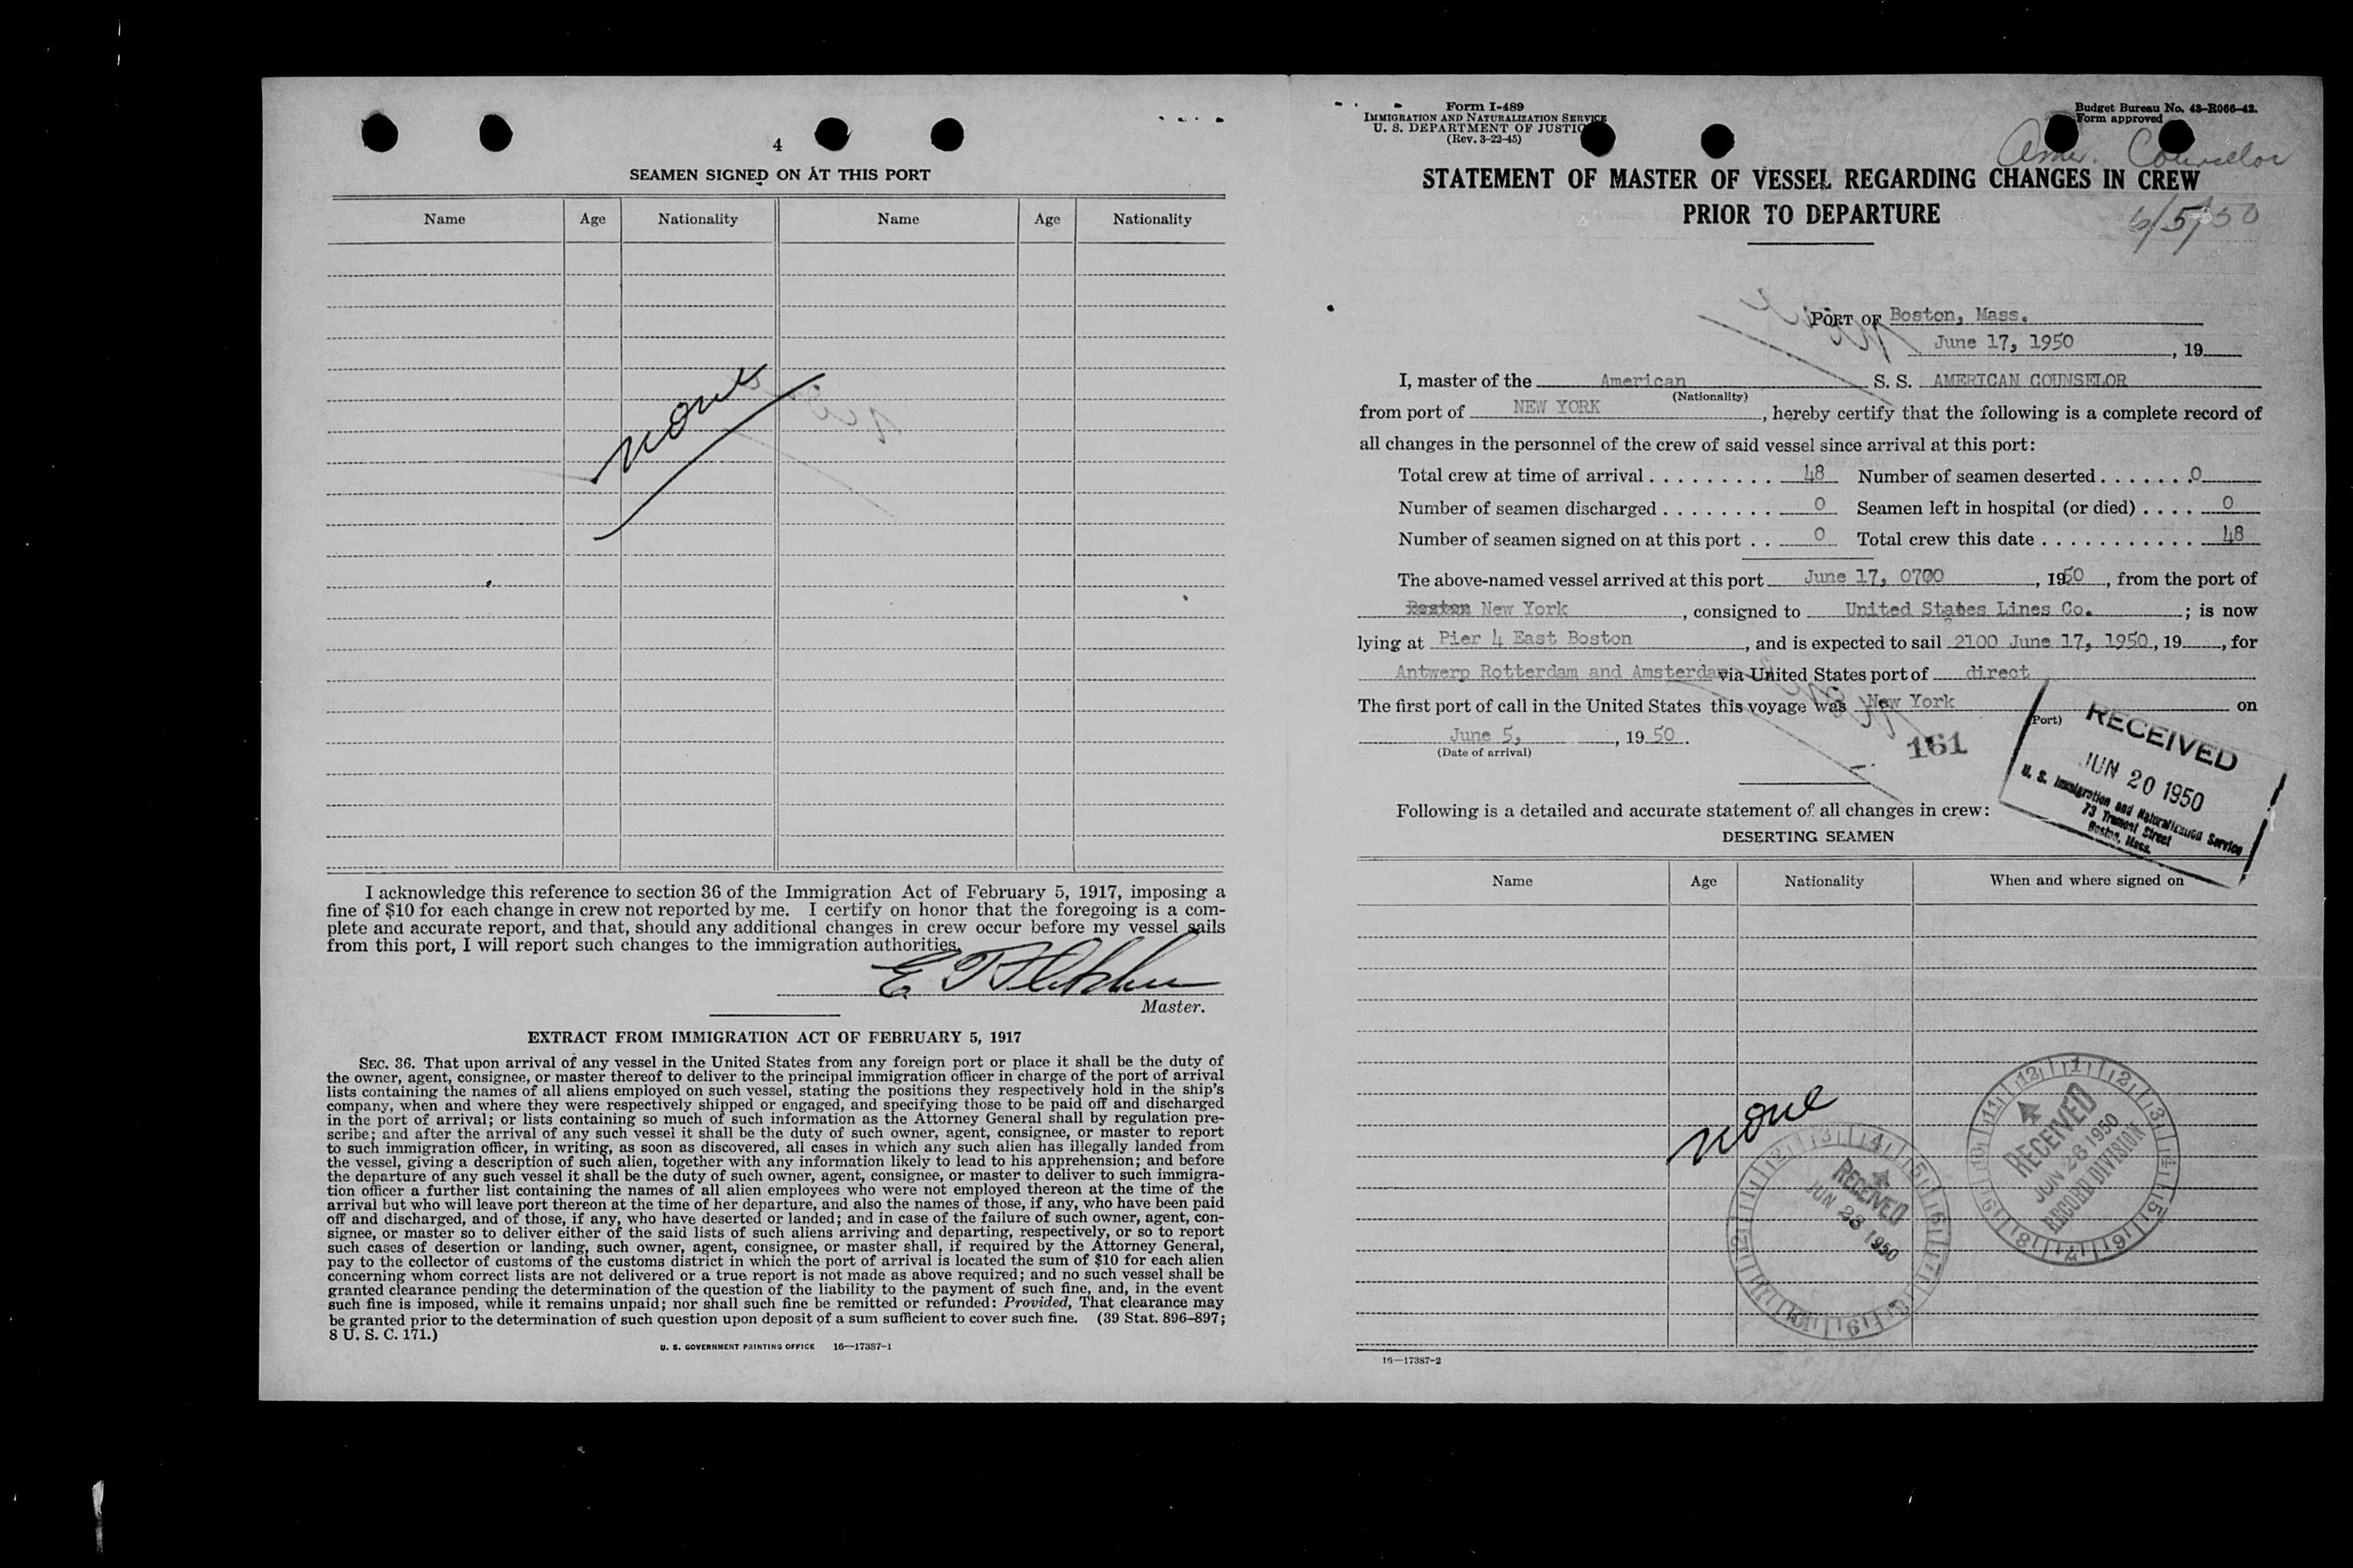 4
SEAMEN SIGNED ON AT THIS PORT
Name Age Nationality Name Age Nationality
none
I acknowledge this reference to section 36 of the Immigration Act of February 5, 1917, imposing a
fine of $10 for each change in crew not reported by me. I certify on honor that the foregoing is a com-
plete and accurate report, and that, should any additional changes in crew occur before my vessel sails
from this port, I will report such changes to the immigration authorities.
E T Fletcher
Master.
EXTRACT FROM IMMIGRATION ACT OF FEBRUARY 5, 1917
SEC. 36. That upon arrival of any vessel in the United States from any foreign port or place it shall be the duty of
the owner, agent, consignee, or master thereof to deliver to the principal immigration officer in charge of the port of arrival
lists containing the names of all aliens employed on such vessel, stating the positions they respectively hold in the ship's
company, when and where they were respectively shipped or engaged, and specifying those to be paid off and discharged
in the port of arrival; or lists containing so much of such information as the Attorney General shall by regulation pre-
scribe; and after the arrival of any such vessel it shall be the duty of such owner, agent, consignee, or master to report
to such immigration officer, in writing, as soon as discovered, all cases in which any such alien has illegally landed from
the vessel, giving a description of such alien, together with any information likely to lead to his apprehension; and before
the departure of any such vessel it shall be the duty of such owner, agent, consignee, or master to deliver to such immigra-
tion officer a further list containing the names of all alien employees who were not employed thereon at the time of the
arrival but who will leave port thereon at the time of her departure, and also the names of those, if any, who have been paid
off and discharged, and of those, if any, who have deserted or landed; and in case of the failure of such owner, agent, con-
signee, or master so to deliver either of the said lists of such aliens arriving and departing, respectively, or so to report
such cases of desertion or landing, such owner, agent, consignee, or master shall, if required by the Attorney General,
pay to the collector of customs of the customs district in which the port of arrival is located the sum of $10 for each alien
concerning whom correct lists are not delivered or a true report is not made as above required; and no such vessel shall be
granted clearance pending the determination of the question of the liability to the payment of such fine, and, in the event
such fine is imposed, while it remains unpaid; nor shall such fine be remitted or refunded: Provided, That clearance may
be granted prior to the determination of such question upon deposit of a sum sufficient to cover such fine. (39 Stat. 896–897;
8 U. S. C. 171.)
U. S. GOVERNMENT PRINTING OFFICE 16—17387-1
Form I-489
IMMIGRATION AND NATURALIZATION SERVICE
U. S. DEPARTMENT OF JUSTICE
(Rev. 3-22-45)
Budget Bureau No. 43–R066–42.
Form approved
Amer. Counselor
STATEMENT OF MASTER OF VESSEL REGARDING CHANGES IN CREW
PRIOR TO DEPARTURE
6/5/50
PORT OF Boston, Mass.
June 17, 1950, 19
I, master of the American S. S. AMERICAN COUNSELOR
(Nationality)
from port of NEW YORK, hereby certify that the following is a complete record of
all changes in the personnel of the crew of said vessel since arrival at this port:
Total crew at time of arrival . . . . . . . . . 48 Number of seamen deserted . . . . . . . 0
Number of seamen discharged . . . . . . . . 0 Seamen left in hospital (or died) . . . . 0
Number of seamen signed on at this port . . 0 Total crew this date . . . . . . . . . . . . 48
The above-named vessel arrived at this port June 17, 0700, 1950, from the port of
Boston New York, consigned to United States Lines Co.; is now
lying at Pier 4 East Boston, and is expected to sail 2100 June 17, 1950, 19, for
Antwerp Rotterdam and Amsterdam via United States port of direct
The first port of call in the United States this voyage was New York on
(Port)
June 5, 1950.
(Date of arrival)
161
RECEIVED
JUN 20 1950
U. S. Immigration and Naturalization Service
73 Tremont Street
Boston, Mass.
Following is a detailed and accurate statement of all changes in crew:
DESERTING SEAMEN
Name Age Nationality When and where signed on
none
RECEIVED
JUN 28 1950
RECEIVED
JUN 28 1950
RECORD DIVISION
16—17387-2